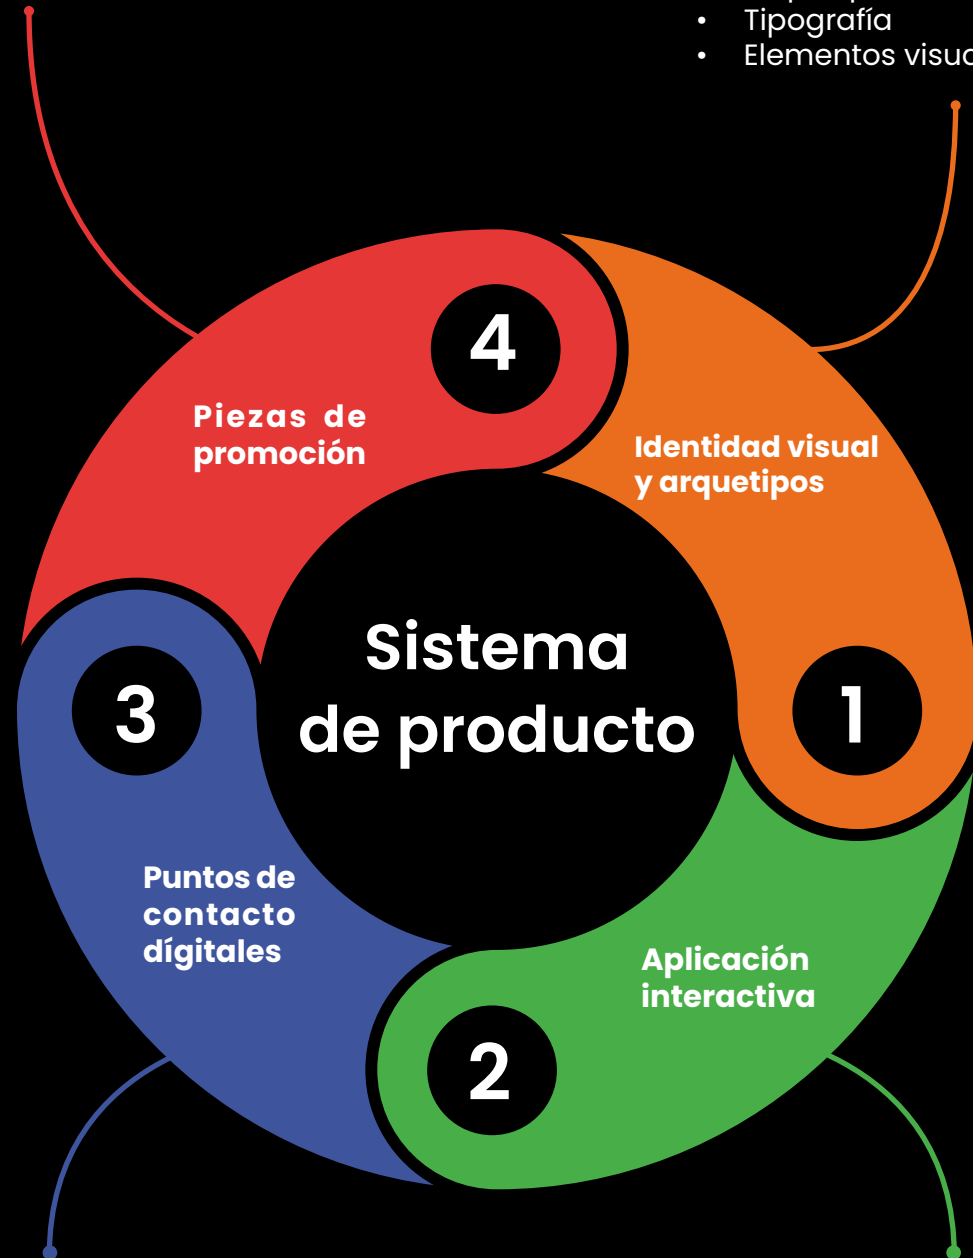 • Tipografía
• Elementos
4
Piezas de
promoción
Identidad visual
y arquetipos
Sistema
de producto
3
1
Puntos de
contacto
dígitales
Aplicación
interactiva
2